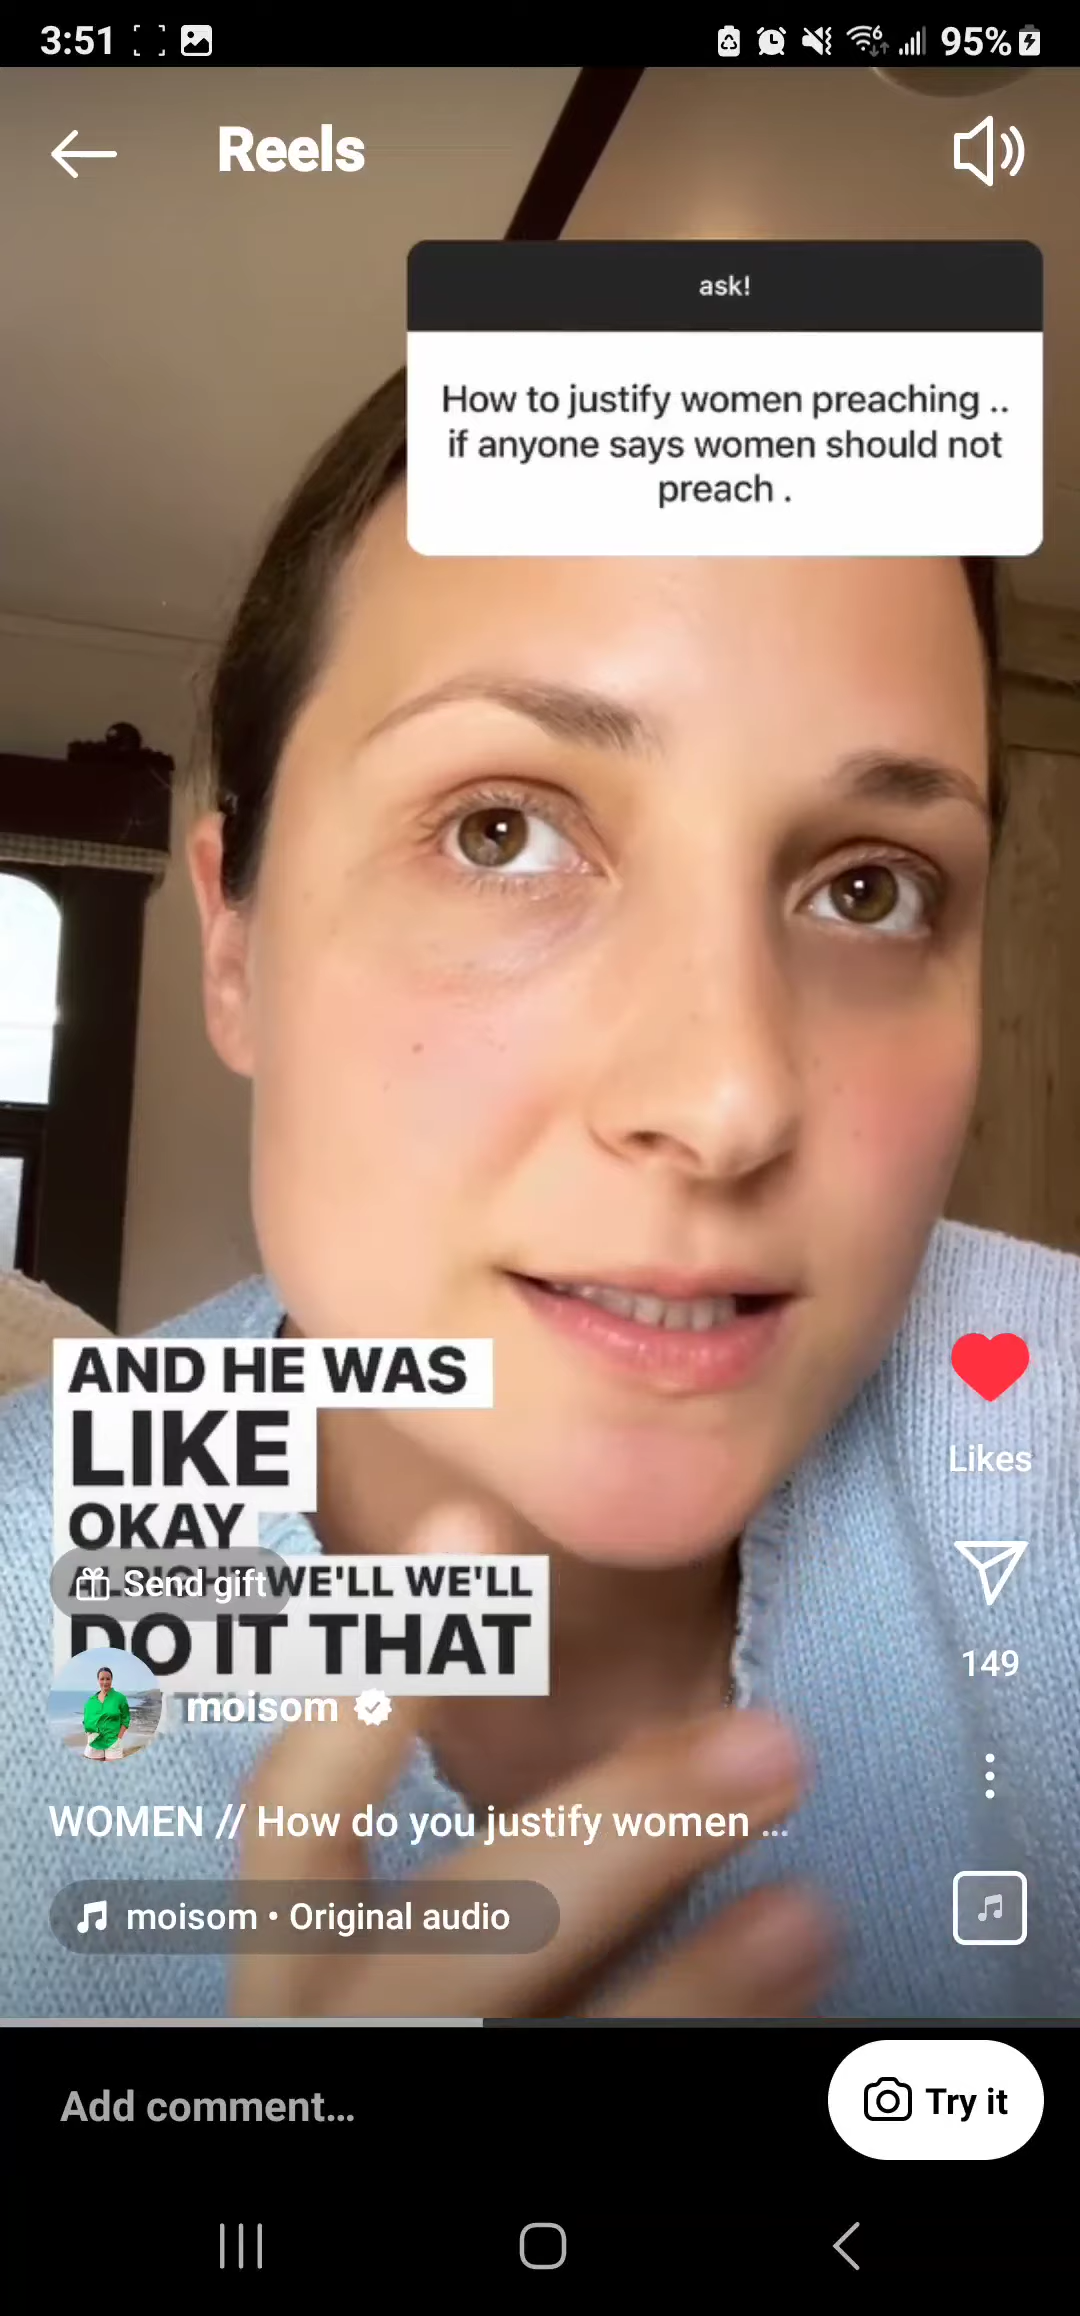 3:51
95%
Reels
ask!
How to justify women preaching ..
if anyone says women should not
preach .
AND HE WAS
LIKE
OKAY
WE'LL WE'LL
Send gift
DO IT THAT
moisom
Likes
149
WOMEN // How do you justify women ...
moisom • Original audio
Add comment...
Try it